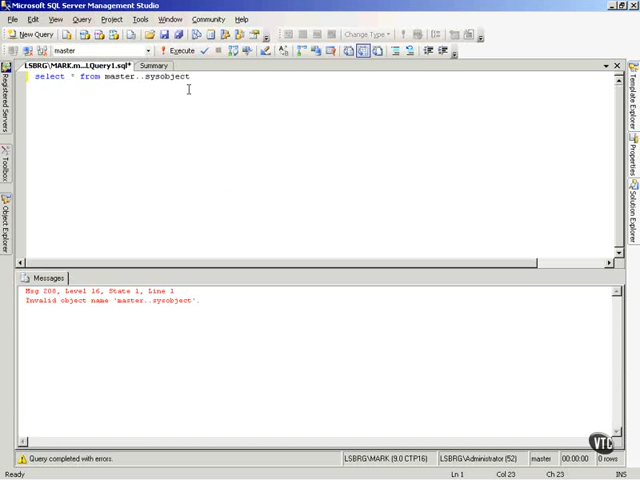 Microsoft SQL Server Management Studio
File Edit View Query Project Tools Window Community Help
New Query
Change Type
master
Execute
LSBRG\MARK.m...LQuery1.sql* Summary
select * from master..sysobject
Registered Servers
Toolbox
Object Explorer
Template Explorer
Properties
Solution Explorer
Messages
Msg 208, Level 16, State 1, Line 1
Invalid object name 'master..sysobject'.
VTC
Query completed with errors.
LSBRG\MARK (9.0 CTP16) LSBRG\Administrator (52) master 00:00:00 0 rows
Ready Ln 1 Col 23 Ch 23 INS